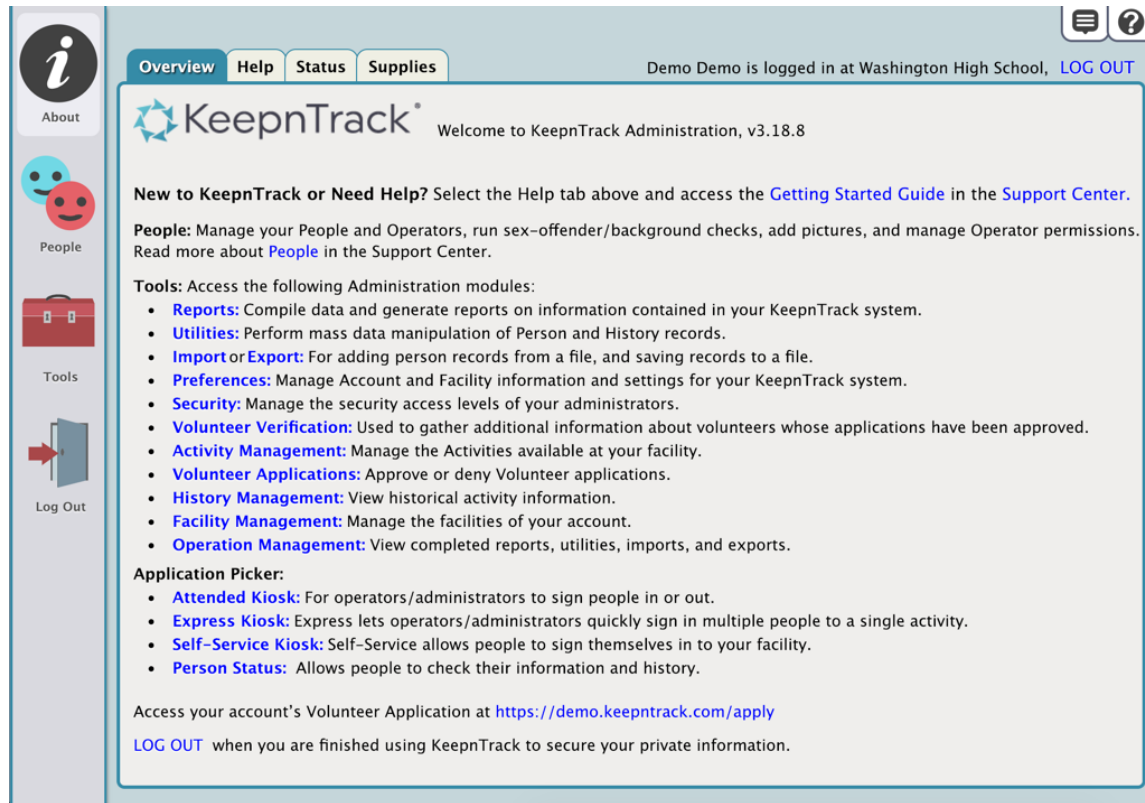 About
People
Tools
Log Out
Overview Help Status Supplies
Demo Demo is logged in at Washington High School, LOG OUT
KeepnTrack Welcome to KeepnTrack Administration, v3.18.8
New to KeepnTrack or Need Help? Select the Help tab above and access the Getting Started Guide in the Support Center.
People: Manage your People and Operators, run sex-offender/background checks, add pictures, and manage Operator permissions.
Read more about People in the Support Center.
Tools: Access the following Administration modules:
• Reports: Compile data and generate reports on information contained in your KeepnTrack system.
• Utilities: Perform mass data manipulation of Person and History records.
• Import or Export: For adding person records from a file, and saving records to a file.
• Preferences: Manage Account and Facility information and settings for your KeepnTrack system.
• Security: Manage the security access levels of your administrators.
• Volunteer Verification: Used to gather additional information about volunteers whose applications have been approved.
• Activity Management: Manage the Activities available at your facility.
• Volunteer Applications: Approve or deny Volunteer applications.
• History Management: View historical activity information.
• Facility Management: Manage the facilities of your account.
• Operation Management: View completed reports, utilities, imports, and exports.
Application Picker:
• Attended Kiosk: For operators/administrators to sign people in or out.
• Express Kiosk: Express lets operators/administrators quickly sign in multiple people to a single activity.
• Self-Service Kiosk: Self-Service allows people to sign themselves in to your facility.
• Person Status: Allows people to check their information and history.
Access your account's Volunteer Application at https://demo.keepntrack.com/apply
LOG OUT when you are finished using KeepnTrack to secure your private information.